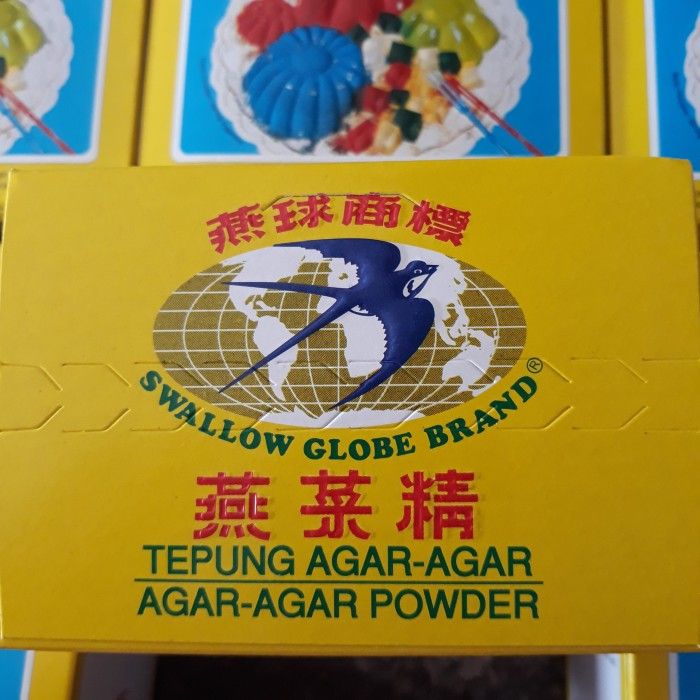 燕球商標
SWALLOW GLOBE BRAND®
燕菜精
TEPUNG AGAR-AGAR
AGAR-AGAR POWDER